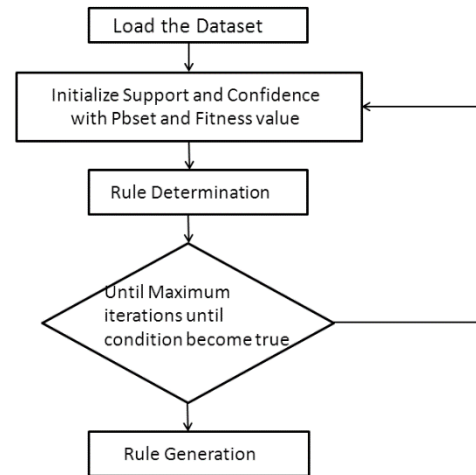 Load the Dataset
Initialize Support and Confidence
with Pbset and Fitness value
Rule Determination
Until Maximum
iterations until
condition become true
Rule Generation